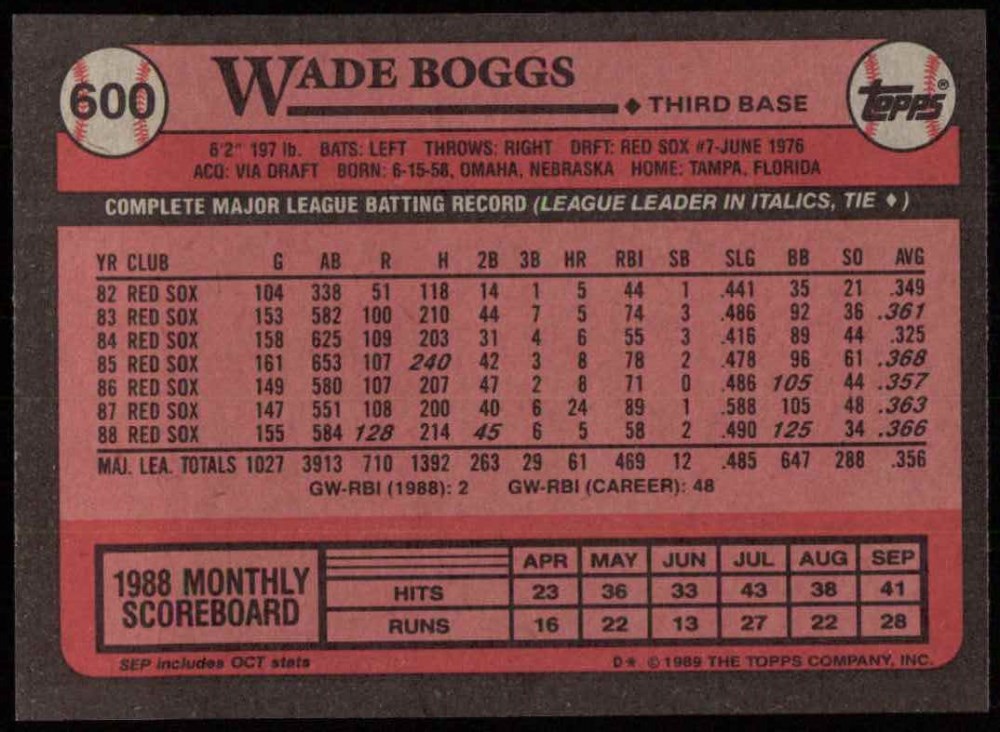 600
WADE BOGGS
♦ THIRD BASE
Topps®
6'2" 197 lb. BATS: LEFT THROWS: RIGHT DRFT: RED SOX #7-JUNE 1976
ACQ: VIA DRAFT BORN: 6-15-58, OMAHA, NEBRASKA HOME: TAMPA, FLORIDA
COMPLETE MAJOR LEAGUE BATTING RECORD (LEAGUE LEADER IN ITALICS, TIE ♦)
YR CLUB G AB R H 2B 3B HR RBI SB SLG BB SO AVG
82 RED SOX 104 338 51 118 14 1 5 44 1 .441 35 21 .349
83 RED SOX 153 582 100 210 44 7 5 74 3 .486 92 36 .361
84 RED SOX 158 625 109 203 31 4 6 55 3 .416 89 44 .325
85 RED SOX 161 653 107 240 42 3 8 78 2 .478 96 61 .368
86 RED SOX 149 580 107 207 47 2 8 71 0 .486 105 44 .357
87 RED SOX 147 551 108 200 40 6 24 89 1 .588 105 48 .363
88 RED SOX 155 584 128 214 45 6 5 58 2 .490 125 34 .366
MAJ. LEA. TOTALS 1027 3913 710 1392 263 29 61 469 12 .485 647 288 .356
GW-RBI (1988): 2 GW-RBI (CAREER): 48
1988 MONTHLY
SCOREBOARD
APR MAY JUN JUL AUG SEP
HITS 23 36 33 43 38 41
RUNS 16 22 13 27 22 28
SEP includes OCT stats
D* © 1989 THE TOPPS COMPANY, INC.